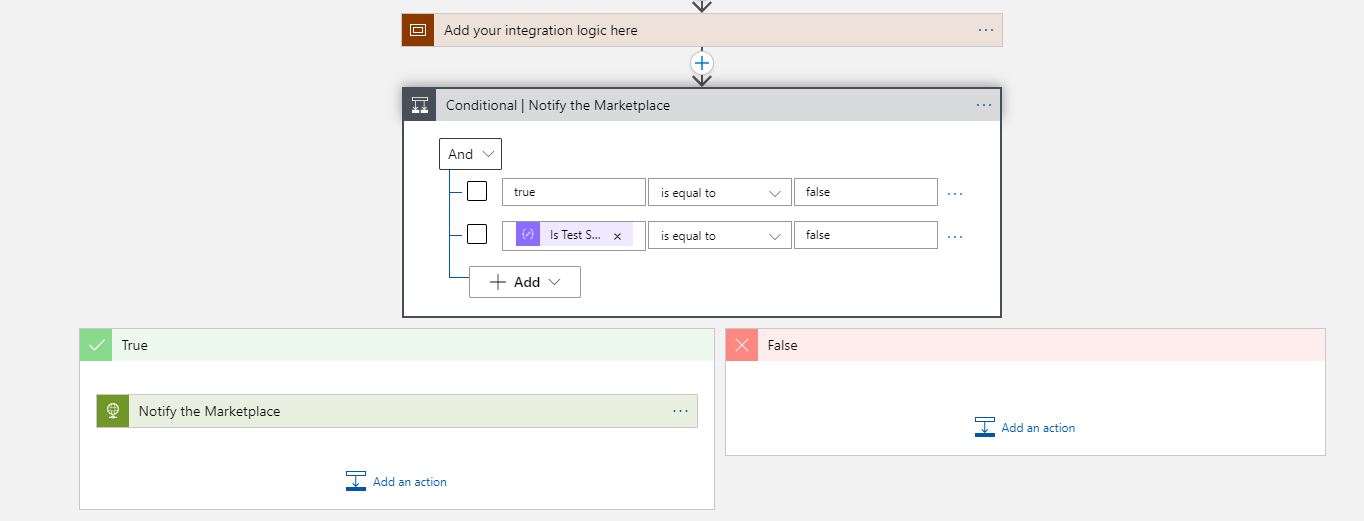 Add your integration logic here
Conditional | Notify the Marketplace
And
true is equal to false
Is Test S... x is equal to false
Add
True
False
Notify the Marketplace
Add an action
Add an action